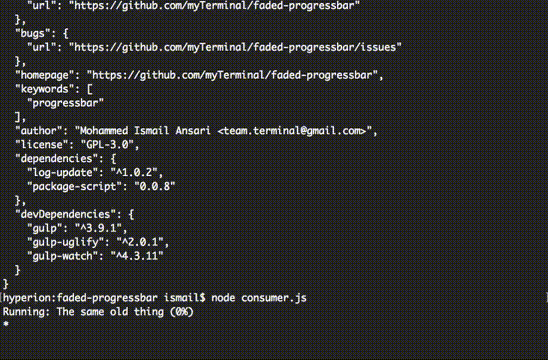 "url": "https://github.com/myTerminal/faded-progressbar"
},
"bugs": {
"url": "https://github.com/myTerminal/faded-progressbar/issues"
},
"homepage": "https://github.com/myTerminal/faded-progressbar",
"keywords": [
"progressbar"
],
"author": "Mohammed Ismail Ansari <team.terminal@gmail.com>",
"license": "GPL-3.0",
"dependencies": {
"log-update": "^1.0.2",
"package-script": "0.0.8"
},
"devDependencies": {
"gulp": "^3.9.1",
"gulp-uglify": "^2.0.1",
"gulp-watch": "^4.3.11"
}
}
[hyperion:faded-progressbar ismail$ node consumer.js
Running: The same old thing (0%)
*